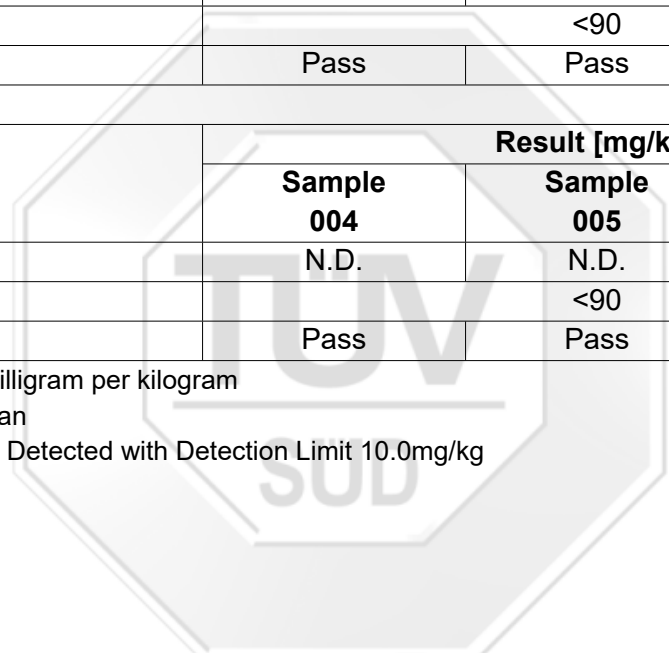 <90
Pass Pass
Result [mg/k
Sample Sample
004 005
N.D. N.D.
<90
Pass Pass
illigram per kilogram
an
Detected with Detection Limit 10.0mg/kg
TÜV
SÜD